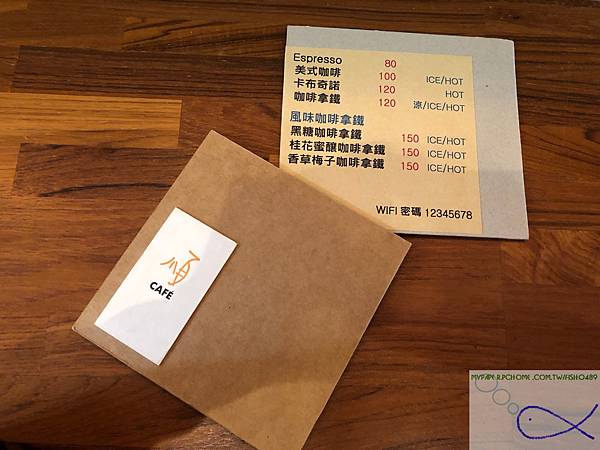 Espresso 80
美式咖啡 100 ICE/HOT
卡布奇諾 120 HOT
咖啡拿鐵 120 凉/ICE/HOT
風味咖啡拿鐵
黑糖咖啡拿鐵 150 ICE/HOT
桂花蜜釀咖啡拿鐵 150 ICE/HOT
香草梅子咖啡拿鐵 150 ICE/HOT
WIFI 密碼 12345678
順
CAFÉ
MYPAPER.PCHOME.COM.TW/FISH0489